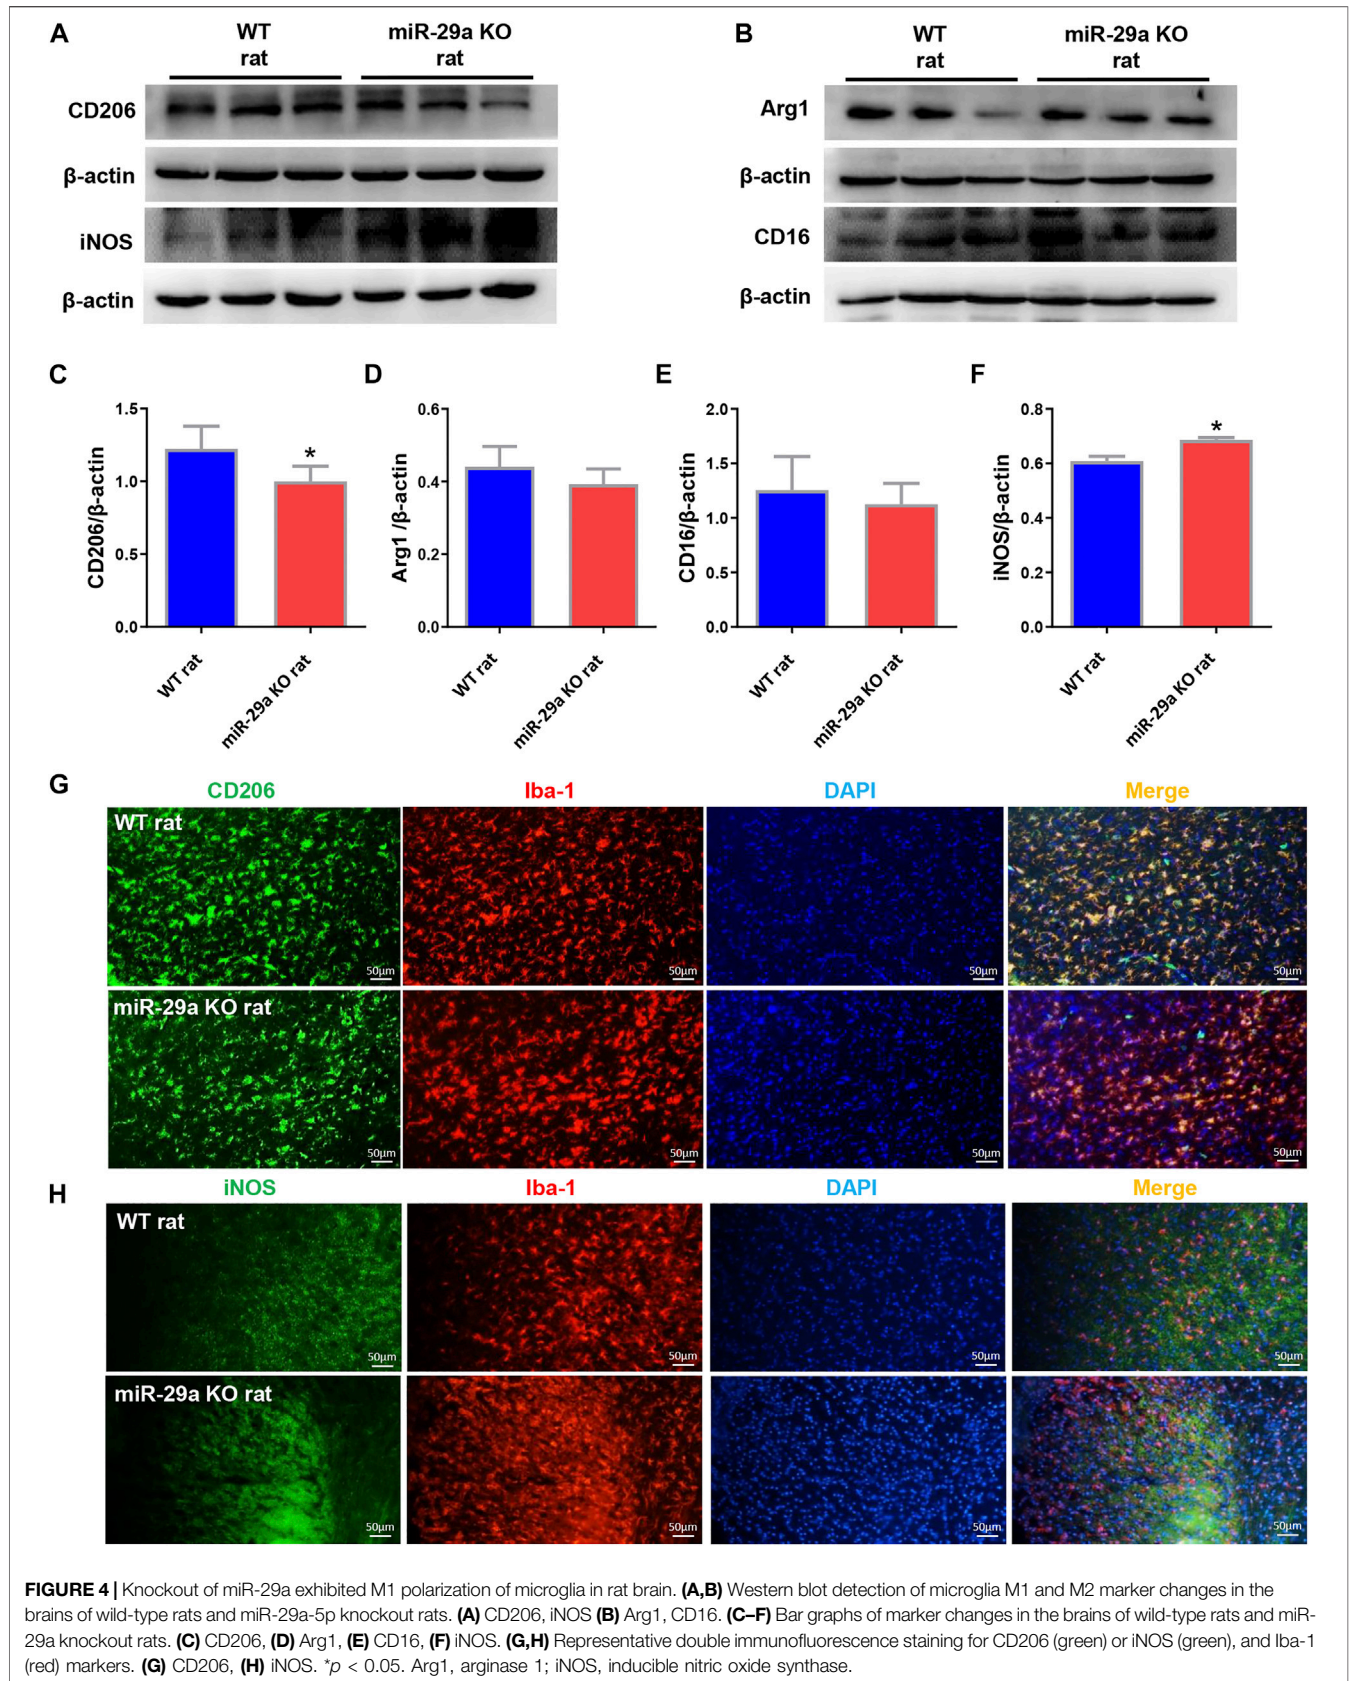 A
WT
rat
miR-29a KO
rat
CD206
β-actin
iNOS
β-actin
B
WT
rat
miR-29a KO
rat
Arg1
β-actin
CD16
β-actin
C
CD206/β-actin
1.5
1.0
0.5
0.0
*
WT rat
miR-29a KO rat
D
Arg1 /β-actin
0.6
0.4
0.2
0.0
WT rat
miR-29a KO rat
E
CD16/β-actin
2.0
1.5
1.0
0.5
0.0
WT rat
miR-29a KO rat
F
iNOS/β-actin
0.8
0.6
0.4
0.2
0.0
*
WT rat
miR-29a KO rat
G
CD206 Iba-1 DAPI Merge
WT rat
50μm 50μm 50μm 50μm
miR-29a KO rat
50μm 50μm 50μm 50μm
H
iNOS Iba-1 DAPI Merge
WT rat
50μm 50μm 50μm 50μm
miR-29a KO rat
50μm 50μm 50μm 50μm
FIGURE 4 | Knockout of miR-29a exhibited M1 polarization of microglia in rat brain. (A,B) Western blot detection of microglia M1 and M2 marker changes in the
brains of wild-type rats and miR-29a-5p knockout rats. (A) CD206, iNOS (B) Arg1, CD16. (C–F) Bar graphs of marker changes in the brains of wild-type rats and miR-
29a knockout rats. (C) CD206, (D) Arg1, (E) CD16, (F) iNOS. (G,H) Representative double immunofluorescence staining for CD206 (green) or iNOS (green), and Iba-1
(red) markers. (G) CD206, (H) iNOS. *p < 0.05. Arg1, arginase 1; iNOS, inducible nitric oxide synthase.